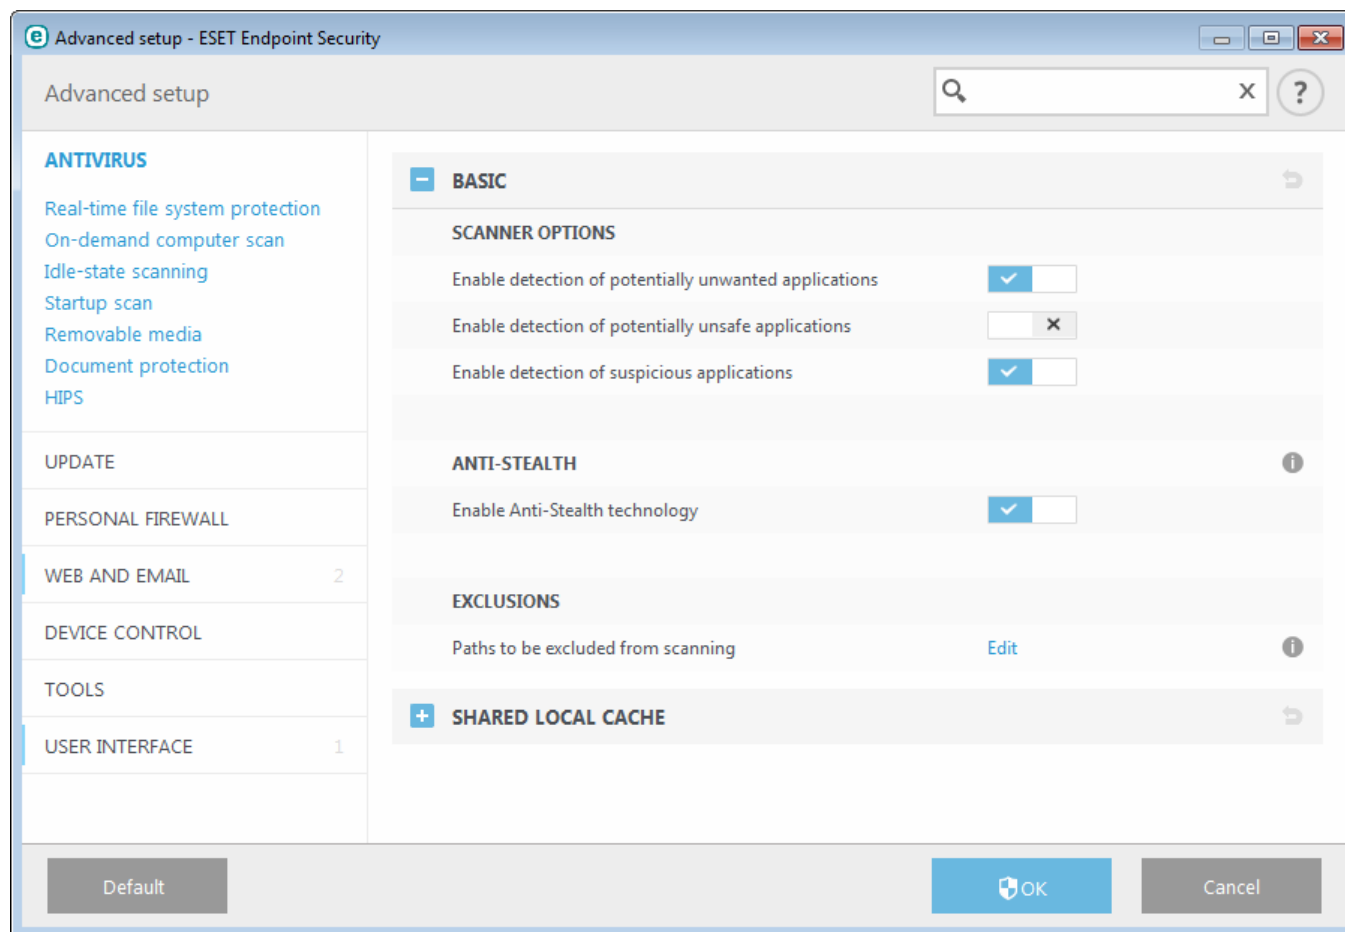 e Advanced setup - ESET Endpoint Security
Advanced setup
X ?
ANTIVIRUS
Real-time file system protection
On-demand computer scan
Idle-state scanning
Startup scan
Removable media
Document protection
HIPS
UPDATE
PERSONAL FIREWALL
WEB AND EMAIL 2
DEVICE CONTROL
TOOLS
USER INTERFACE 1
BASIC
SCANNER OPTIONS
Enable detection of potentially unwanted applications
Enable detection of potentially unsafe applications
Enable detection of suspicious applications
ANTI-STEALTH
Enable Anti-Stealth technology
EXCLUSIONS
Paths to be excluded from scanning Edit
SHARED LOCAL CACHE
Default OK Cancel